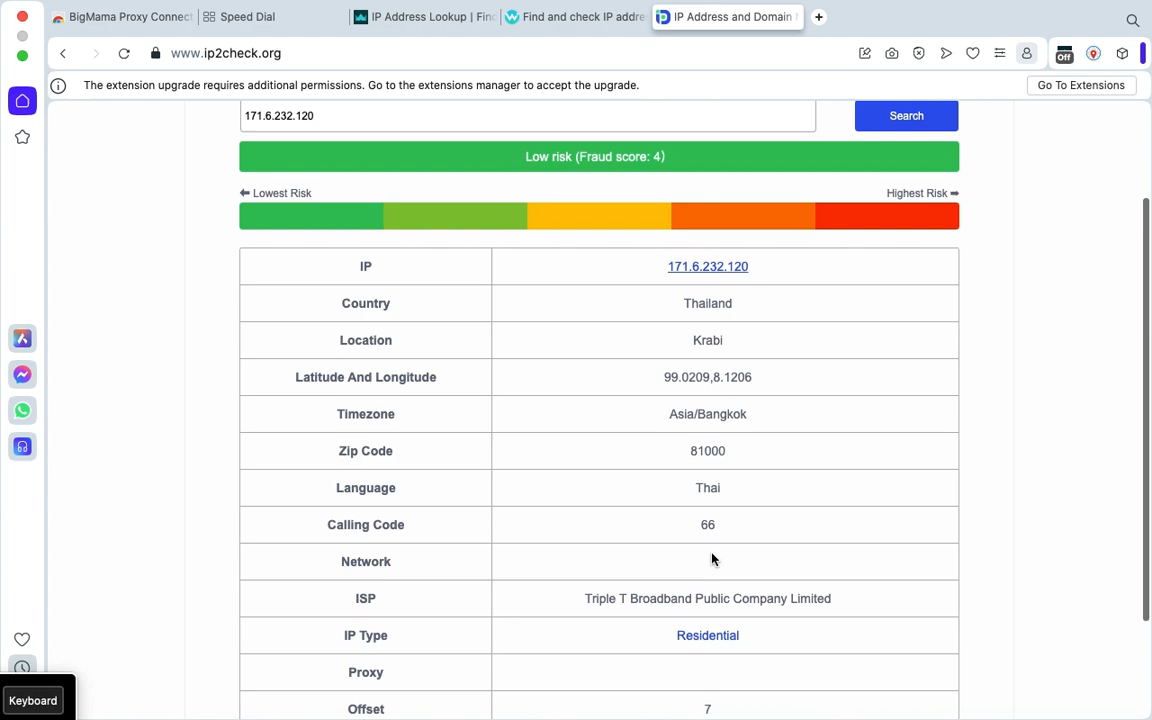 BigMama Proxy Connect
Speed Dial
IP Address Lookup | Find
Find and check IP addre
IP Address and Domain
www.ip2check.org
Off
The extension upgrade requires additional permissions. Go to the extensions manager to accept the upgrade.
Go To Extensions
171.6.232.120
Search
Low risk (Fraud score: 4)
⬅ Lowest Risk
Highest Risk ➡
IP
171.6.232.120
Country
Thailand
Location
Krabi
Latitude And Longitude
99.0209,8.1206
Timezone
Asia/Bangkok
Zip Code
81000
Language
Thai
Calling Code
66
Network
ISP
Triple T Broadband Public Company Limited
IP Type
Residential
Proxy
Offset
7
Keyboard